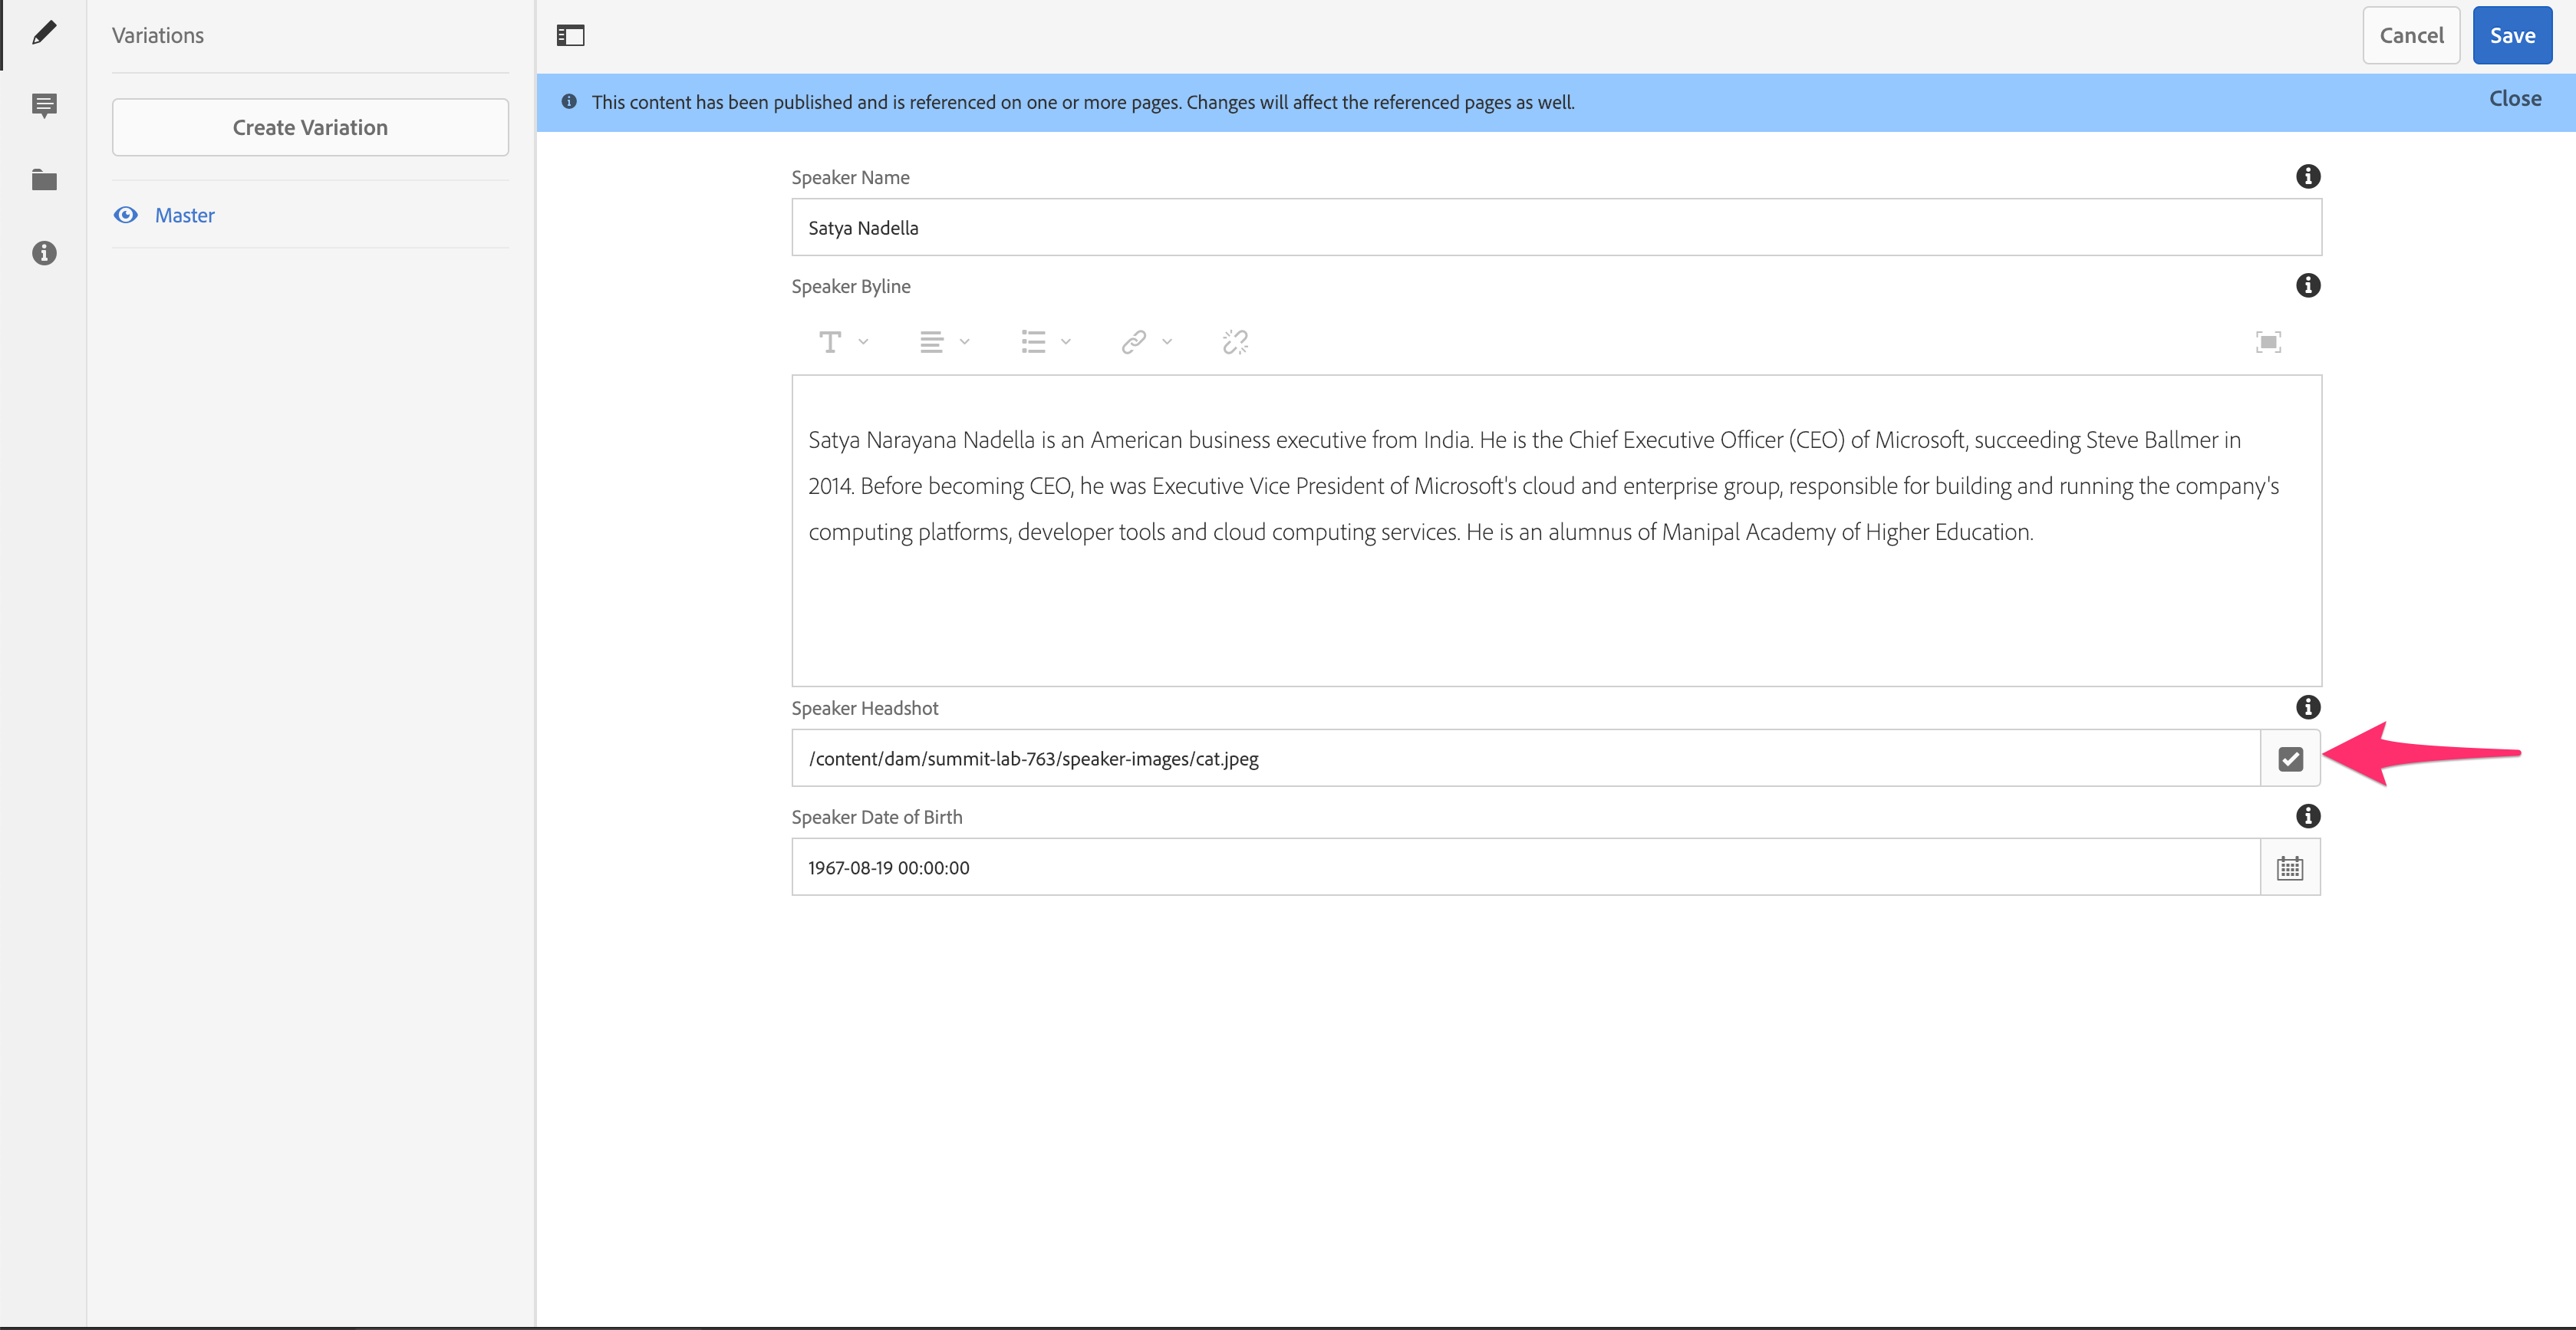 Variations
Create Variation
Master
Cancel
Save
This content has been published and is referenced on one or more pages. Changes will affect the referenced pages as well.
Close
Speaker Name
Satya Nadella
Speaker Byline
Satya Narayana Nadella is an American business executive from India. He is the Chief Executive Officer (CEO) of Microsoft, succeeding Steve Ballmer in
2014. Before becoming CEO, he was Executive Vice President of Microsoft's cloud and enterprise group, responsible for building and running the company's
computing platforms, developer tools and cloud computing services. He is an alumnus of Manipal Academy of Higher Education.
Speaker Headshot
/content/dam/summit-lab-763/speaker-images/cat.jpeg
Speaker Date of Birth
1967-08-19 00:00:00